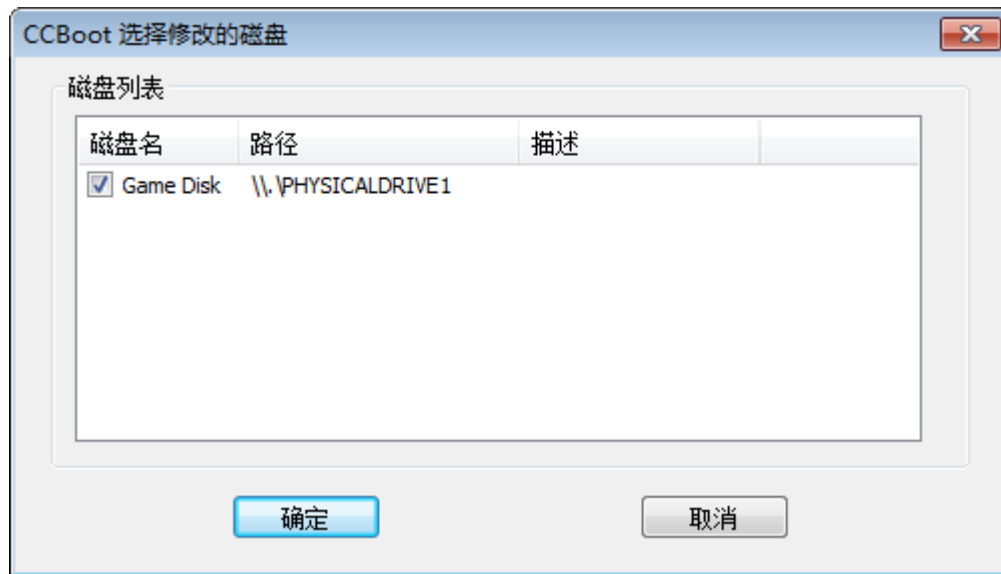 CCBoot 选择修改的磁盘
磁盘列表
磁盘名 路径 描述
Game Disk \\.\PHYSICALDRIVE1
确定 取消